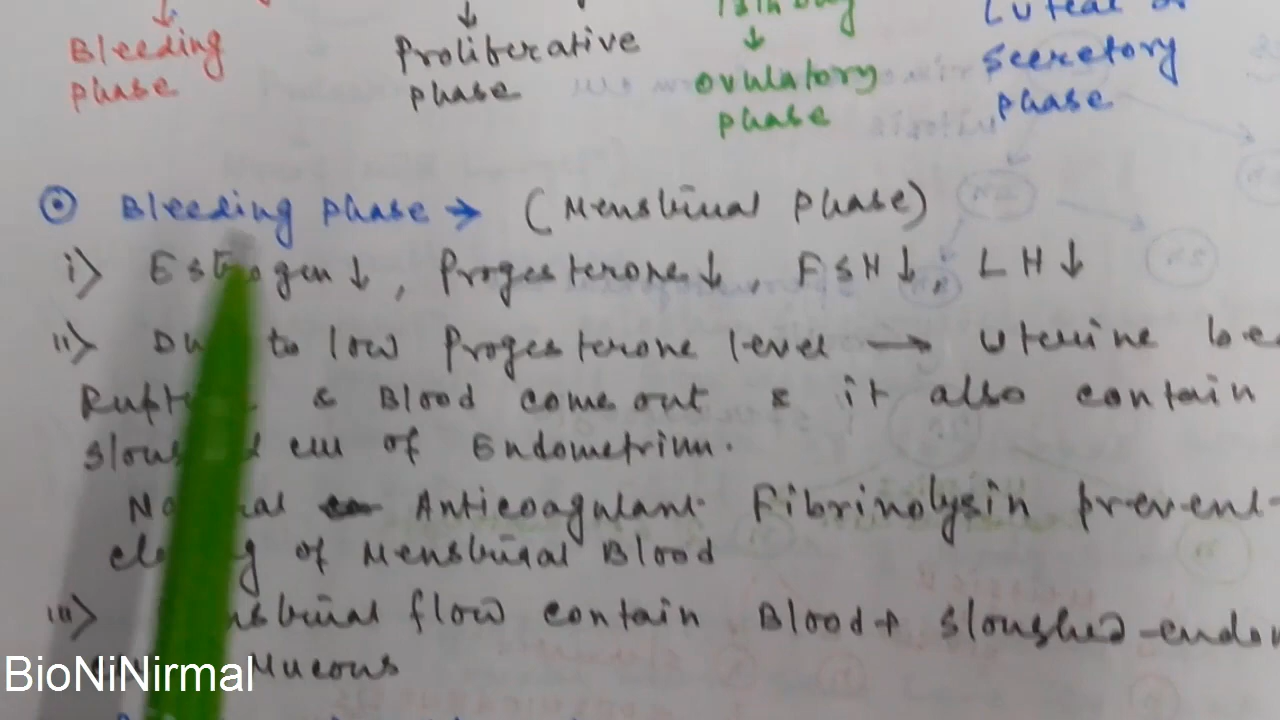 Bleeding phase
Proliferative phase
ovulatory phase
Secretory phase
Bleeding phase → (Menstrual phase)
i) Estrogen ↓, Progesterone ↓, FSH ↓, LH ↓
ii) to low Progesterone level → Uterine
& Blood come out & it also contain
of Endometrium.
Anticoagulant Fibrinolysin prevent
of Menstrual Blood
iii) flow contain Blood + Sloushed-endo
Mucous
BioNiNirmal